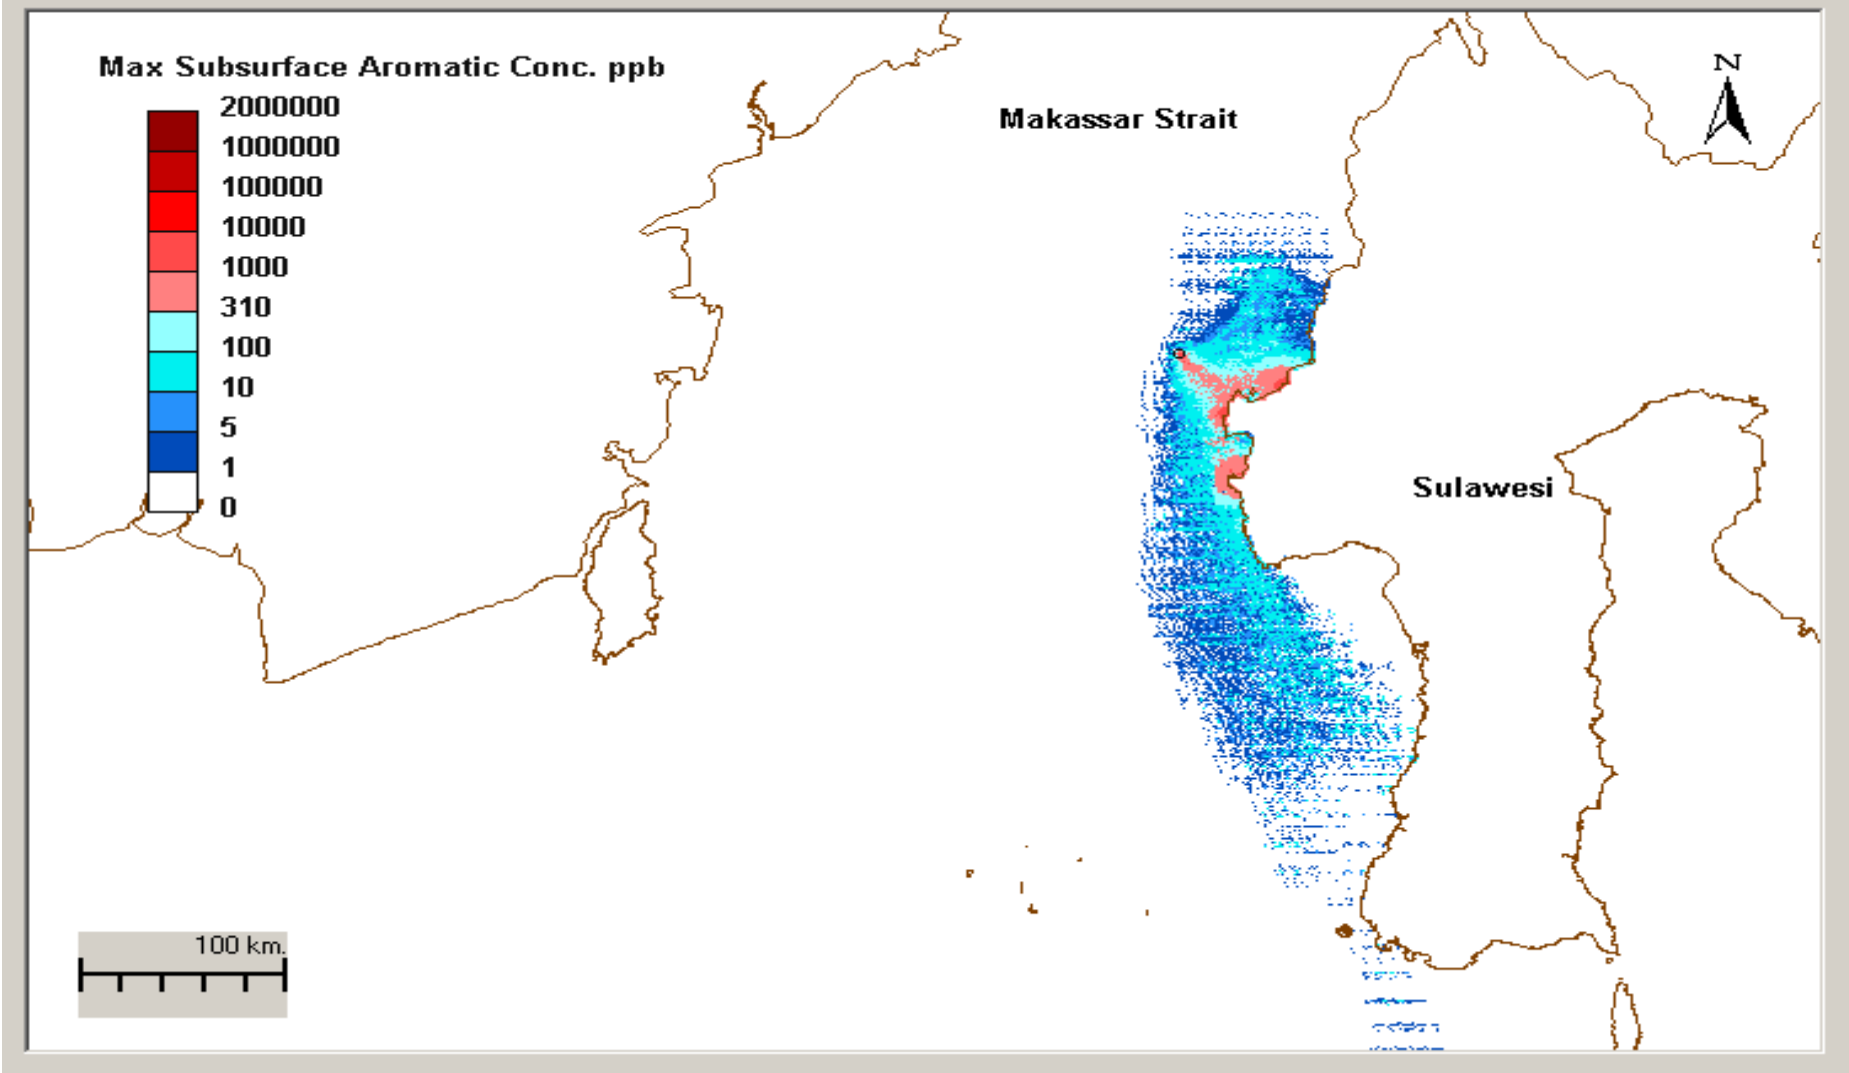 Max Subsurface Aromatic Conc. ppb
2000000
1000000
100000
10000
1000
310
100
10
5
1
0
Makassar Strait
N
Sulawesi
100 km.